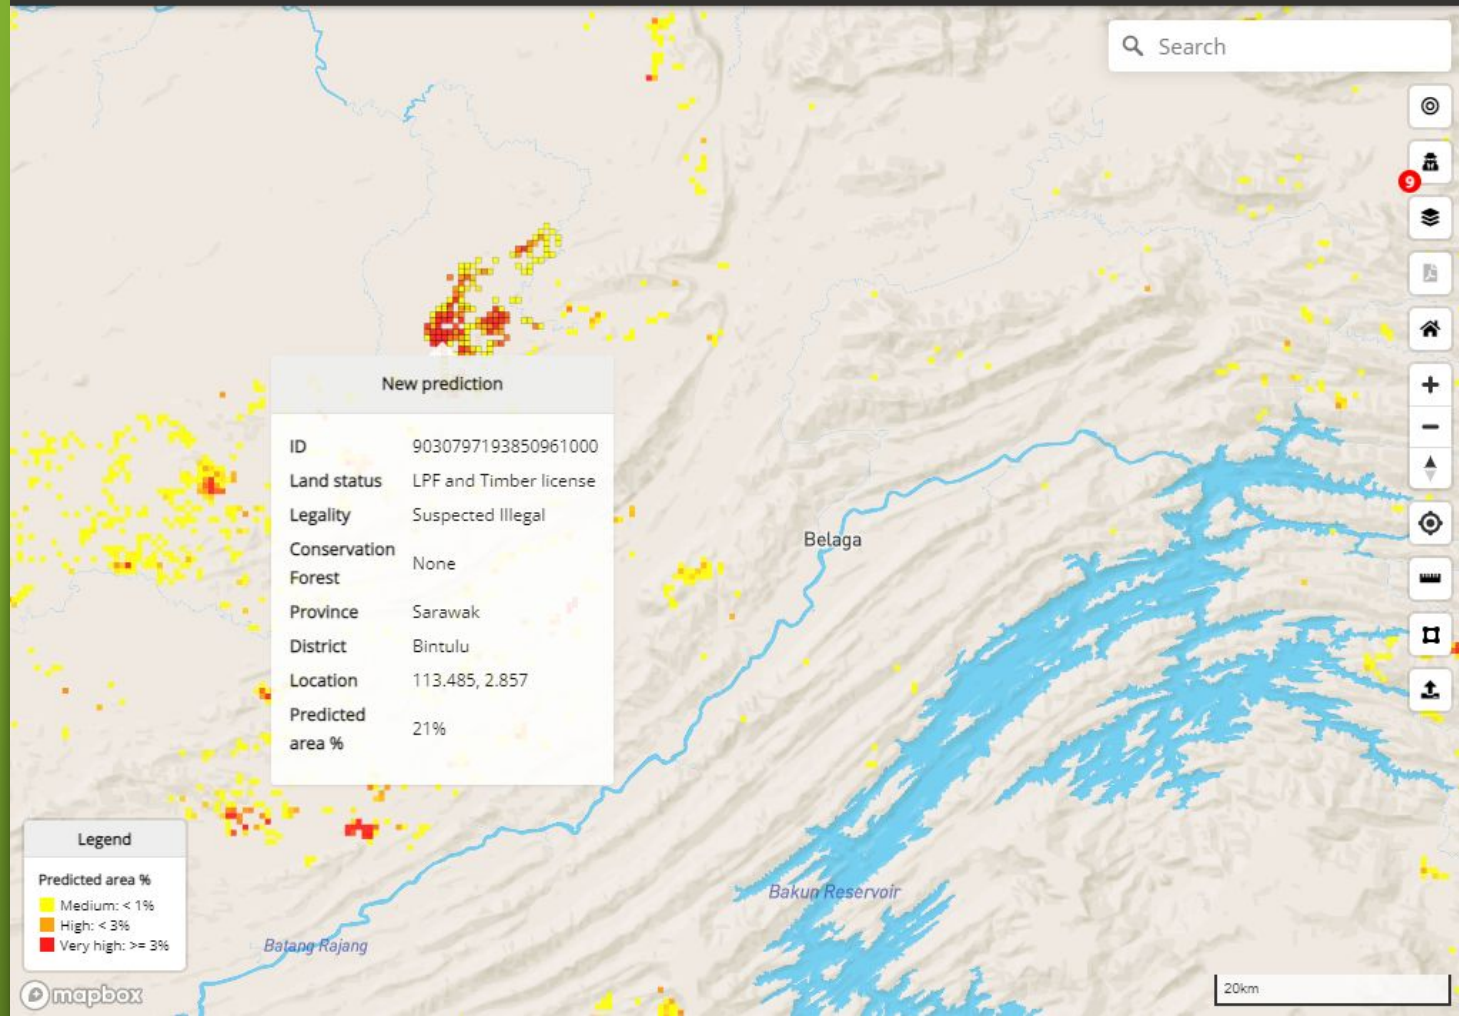 Search
9
New prediction
ID 9030797193850961000
Land status LPF and Timber license
Legality Suspected Illegal
Conservation
Forest None
Province Sarawak
District Bintulu
Location 113.485, 2.857
Predicted
area % 21%
Belaga
Legend
Predicted area %
Medium: < 1%
High: < 3%
Very high: >= 3%
Bakun Reservoir
Batang Rajang
mapbox
20km